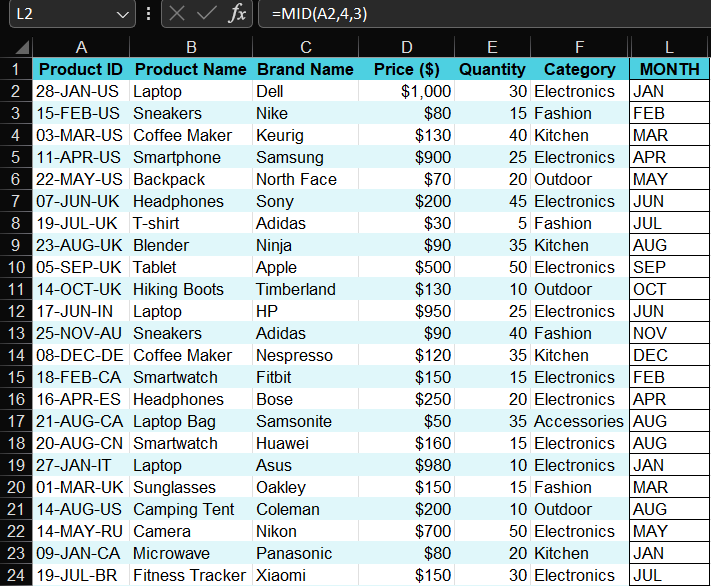 L2 fx =MID(A2,4,3)
A B C D E F L
1 Product ID Product Name Brand Name Price ($) Quantity Category MONTH
2 28-JAN-US Laptop Dell $1,000 30 Electronics JAN
3 15-FEB-US Sneakers Nike $80 15 Fashion FEB
4 03-MAR-US Coffee Maker Keurig $130 40 Kitchen MAR
5 11-APR-US Smartphone Samsung $900 25 Electronics APR
6 22-MAY-US Backpack North Face $70 20 Outdoor MAY
7 07-JUN-UK Headphones Sony $200 45 Electronics JUN
8 19-JUL-UK T-shirt Adidas $30 5 Fashion JUL
9 23-AUG-UK Blender Ninja $90 35 Kitchen AUG
10 05-SEP-UK Tablet Apple $500 50 Electronics SEP
11 14-OCT-UK Hiking Boots Timberland $130 10 Outdoor OCT
12 17-JUN-IN Laptop HP $950 25 Electronics JUN
13 25-NOV-AU Sneakers Adidas $90 40 Fashion NOV
14 08-DEC-DE Coffee Maker Nespresso $120 35 Kitchen DEC
15 18-FEB-CA Smartwatch Fitbit $150 15 Electronics FEB
16 16-APR-ES Headphones Bose $250 20 Electronics APR
17 21-AUG-CA Laptop Bag Samsonite $50 35 Accessories AUG
18 20-AUG-CN Smartwatch Huawei $160 15 Electronics AUG
19 27-JAN-IT Laptop Asus $980 10 Electronics JAN
20 01-MAR-UK Sunglasses Oakley $150 15 Fashion MAR
21 14-AUG-US Camping Tent Coleman $200 10 Outdoor AUG
22 14-MAY-RU Camera Nikon $700 50 Electronics MAY
23 09-JAN-CA Microwave Panasonic $80 20 Kitchen JAN
24 19-JUL-BR Fitness Tracker Xiaomi $150 30 Electronics JUL